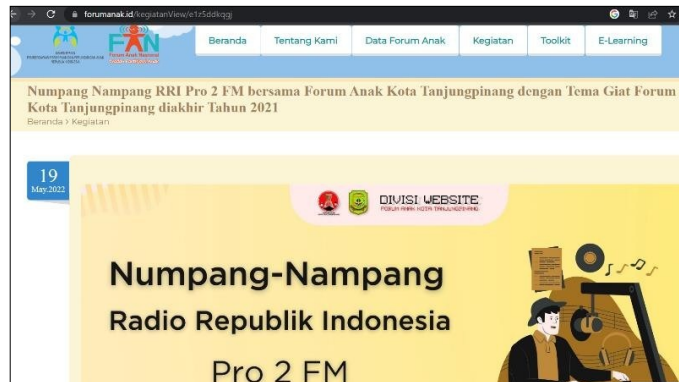 forumanak.id/kegiatanView/e1z5ddkqgj
FAN
Beranda
Tentang Kami
Data Forum Anak
Kegiatan
Toolkit
E-Learning
Numpang Nampang RRI Pro 2 FM bersama Forum Anak Kota Tanjungpinang dengan Tema Giat Forum
Kota Tanjungpinang diakhir Tahun 2021
Beranda > Kegiatan
19
May.2022
DIVISI WEBSITE
FORUM ANAK KOTA TANJUNGPINANG
Numpang-Nampang
Radio Republik Indonesia
Pro 2 FM